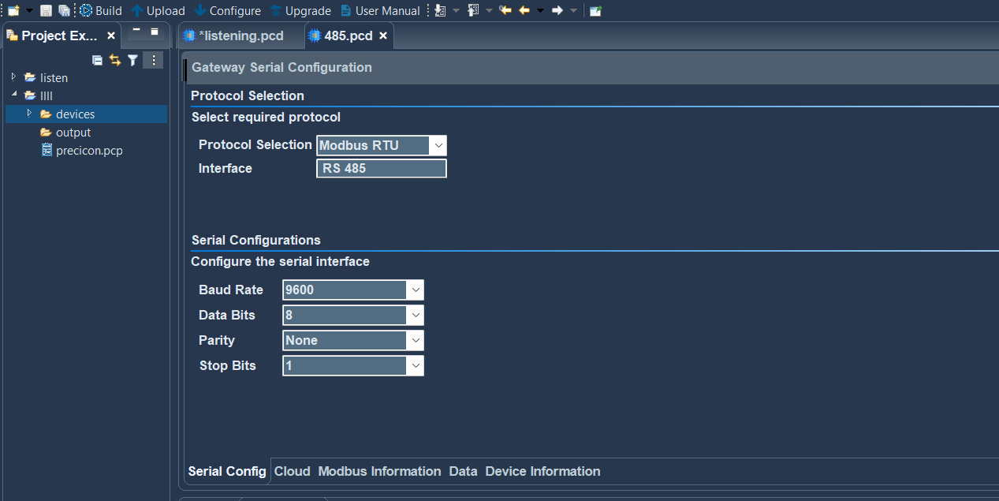 Build Upload Configure Upgrade User Manual
Project Ex...
*listening.pcd 485.pcd
listen
llll
devices
output
precicon.pcp
Gateway Serial Configuration
Protocol Selection
Select required protocol
Protocol Selection Modbus RTU
Interface RS 485
Serial Configurations
Configure the serial interface
Baud Rate 9600
Data Bits 8
Parity None
Stop Bits 1
Serial Config Cloud Modbus Information Data Device Information